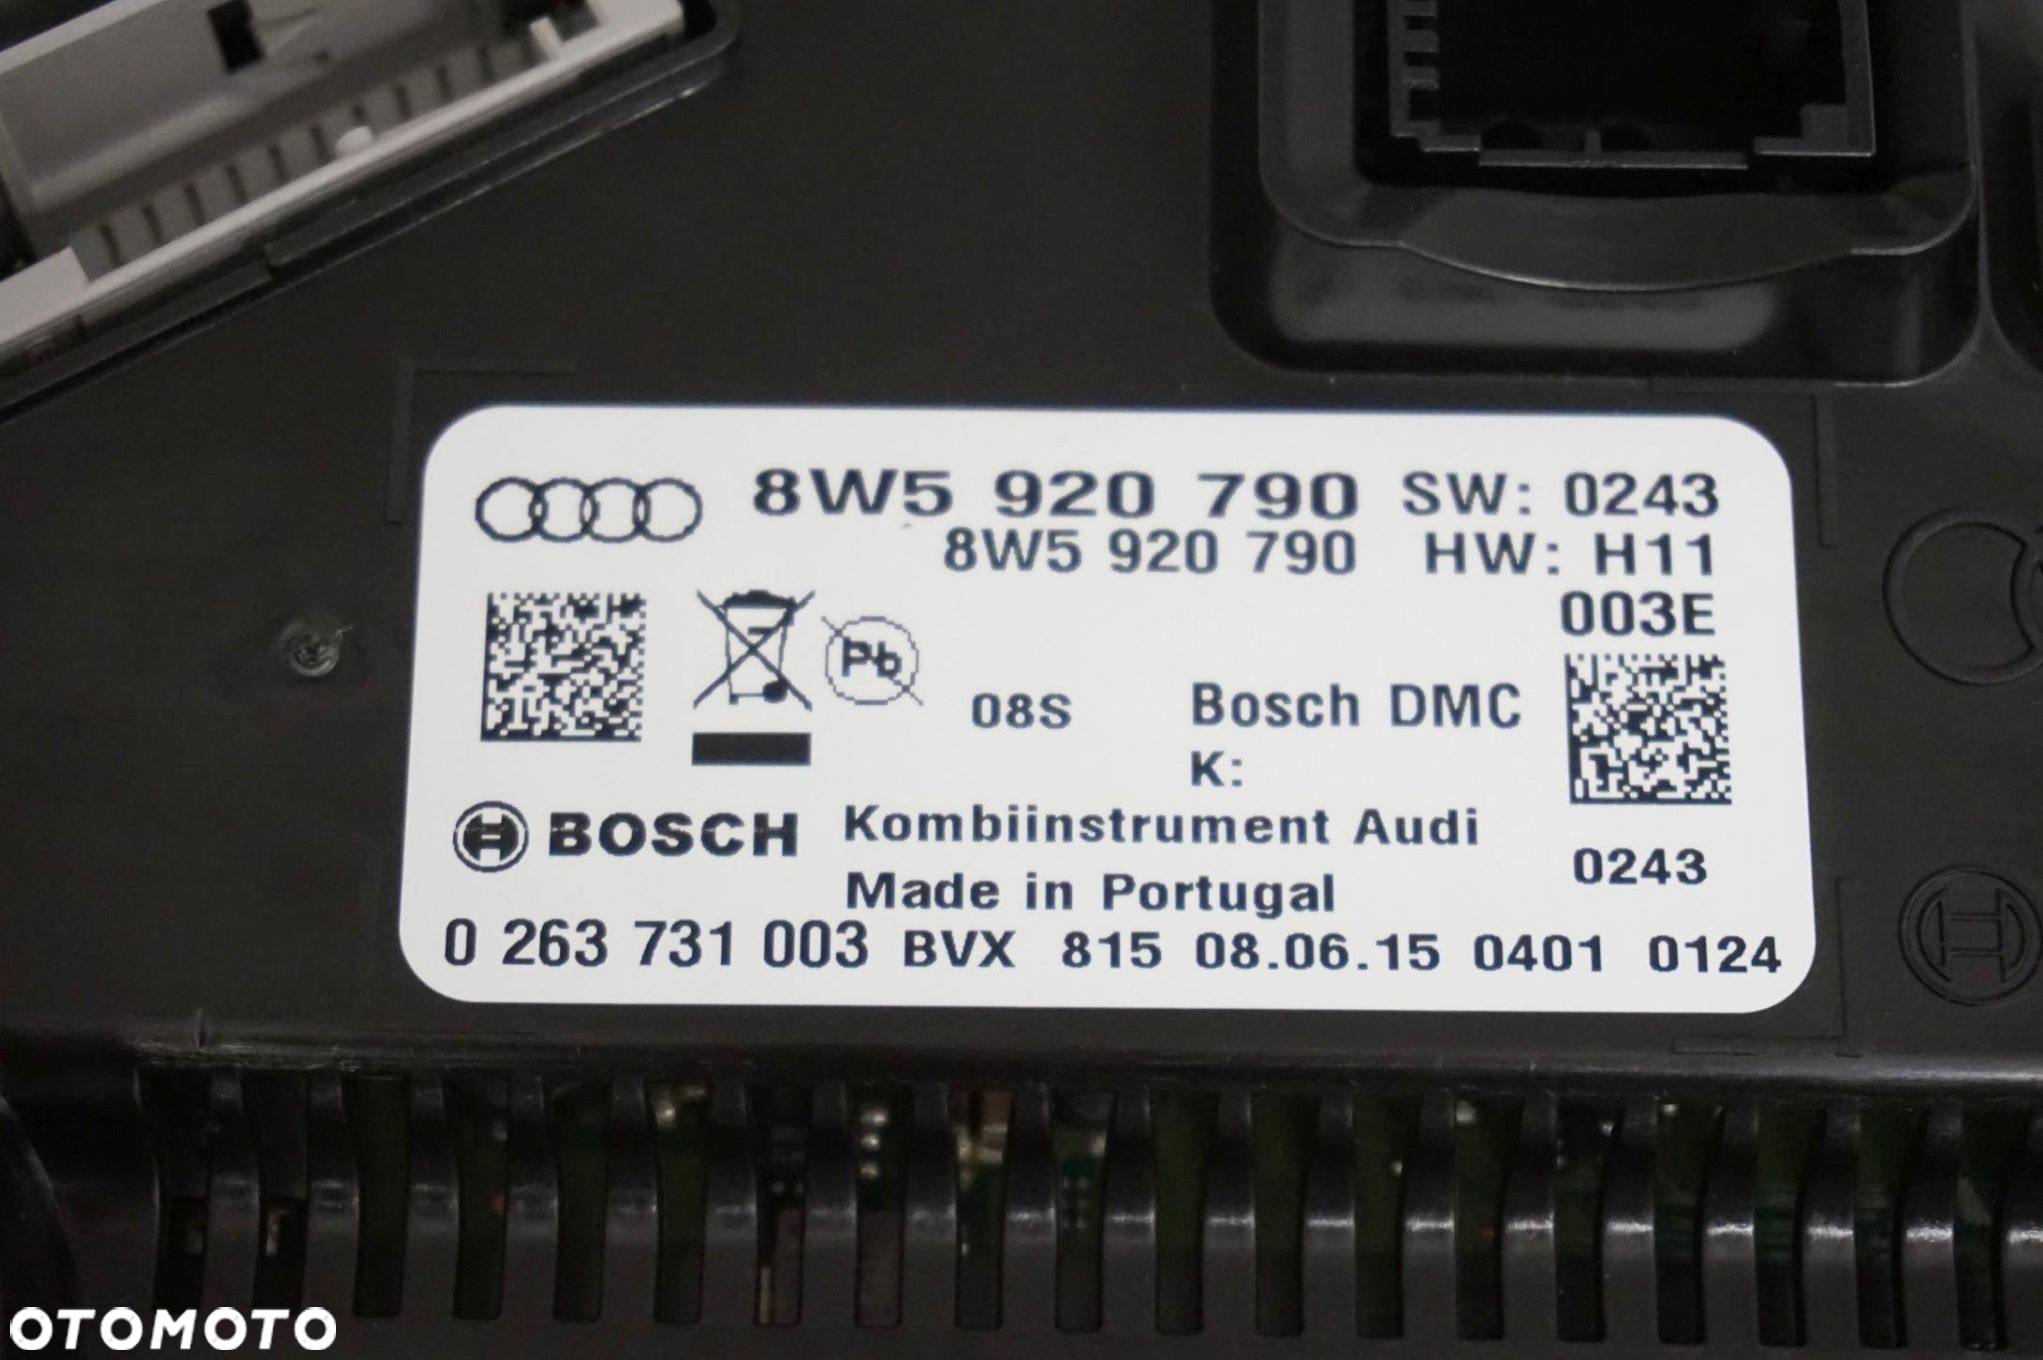 8W5 920 790 SW: 0243
8W5 920 790 HW: H11
003E
Pb
08S Bosch DMC
K:
BOSCH Kombiinstrument Audi
Made in Portugal
0243
0 263 731 003 BVX 815 08.06.15 0401 0124
OTOMOTO